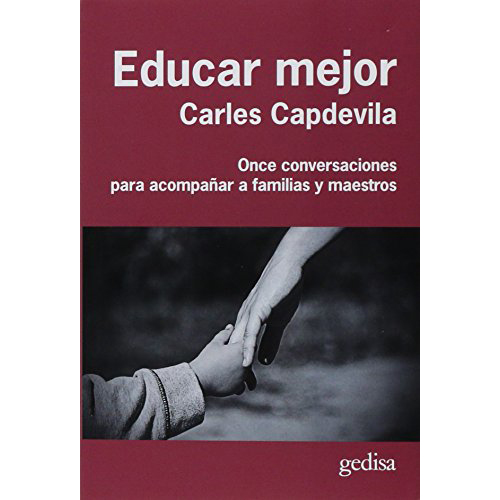 Educar mejor
Carles Capdevila
Once conversaciones
para acompañar a familias y maestros
gedisa